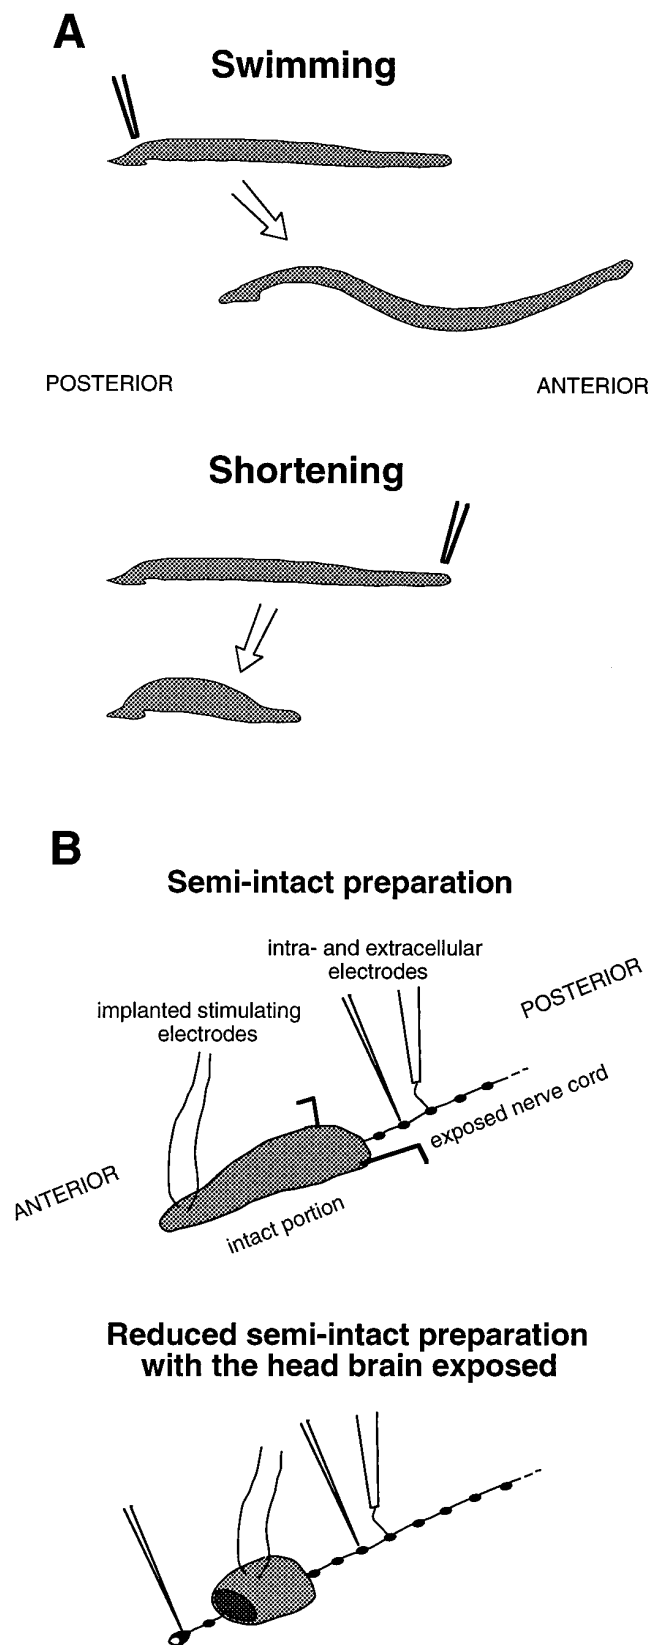 A
Swimming
POSTERIOR
ANTERIOR
Shortening
B
Semi-intact preparation
intra- and extracellular
electrodes
POSTERIOR
implanted stimulating
electrodes
exposed nerve cord
ANTERIOR
intact portion
Reduced semi-intact preparation
with the head brain exposed